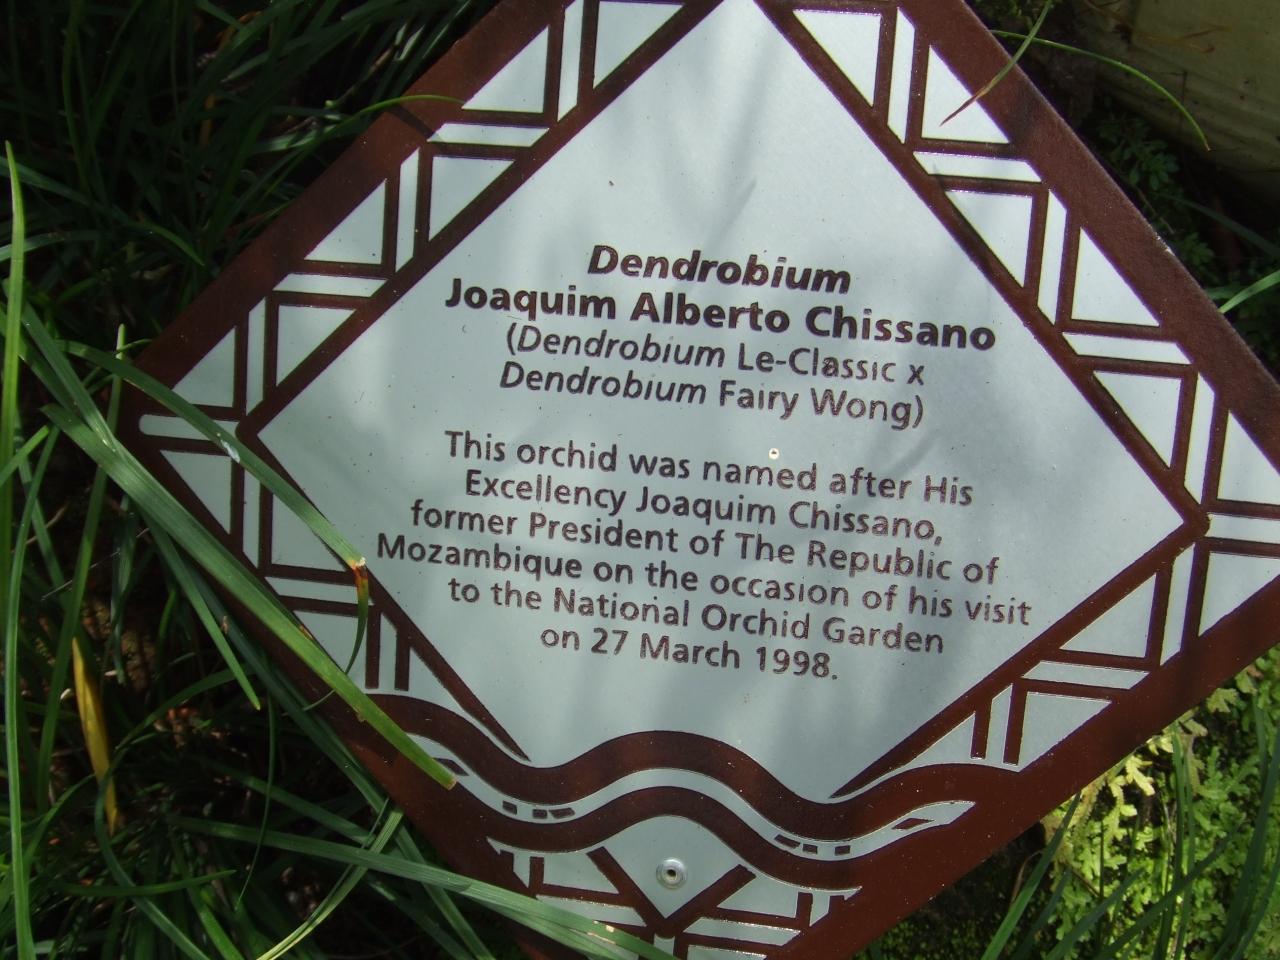 Dendrobium
Joaquim Alberto Chissano
(Dendrobium Le-Classic x
Dendrobium Fairy Wong)
This orchid was named after His
Excellency Joaquim Chissano,
former President of The Republic of
Mozambique on the occasion of his visit
to the National Orchid Garden
on 27 March 1998.